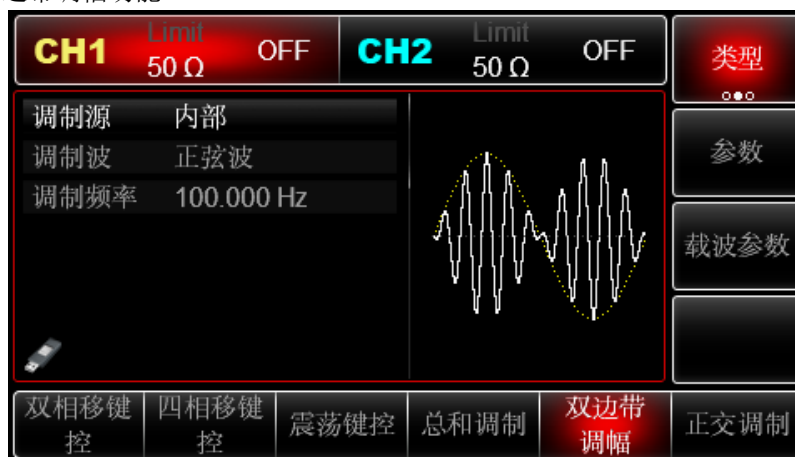 CH1 Limit 50 Ω OFF
CH2 Limit 50 Ω OFF
类型
调制源 内部
调制波 正弦波
调制频率 100.000 Hz
参数
载波参数
双相移键
控
四相移键
控
震荡键控
总和调制
双边带
调幅
正交调制